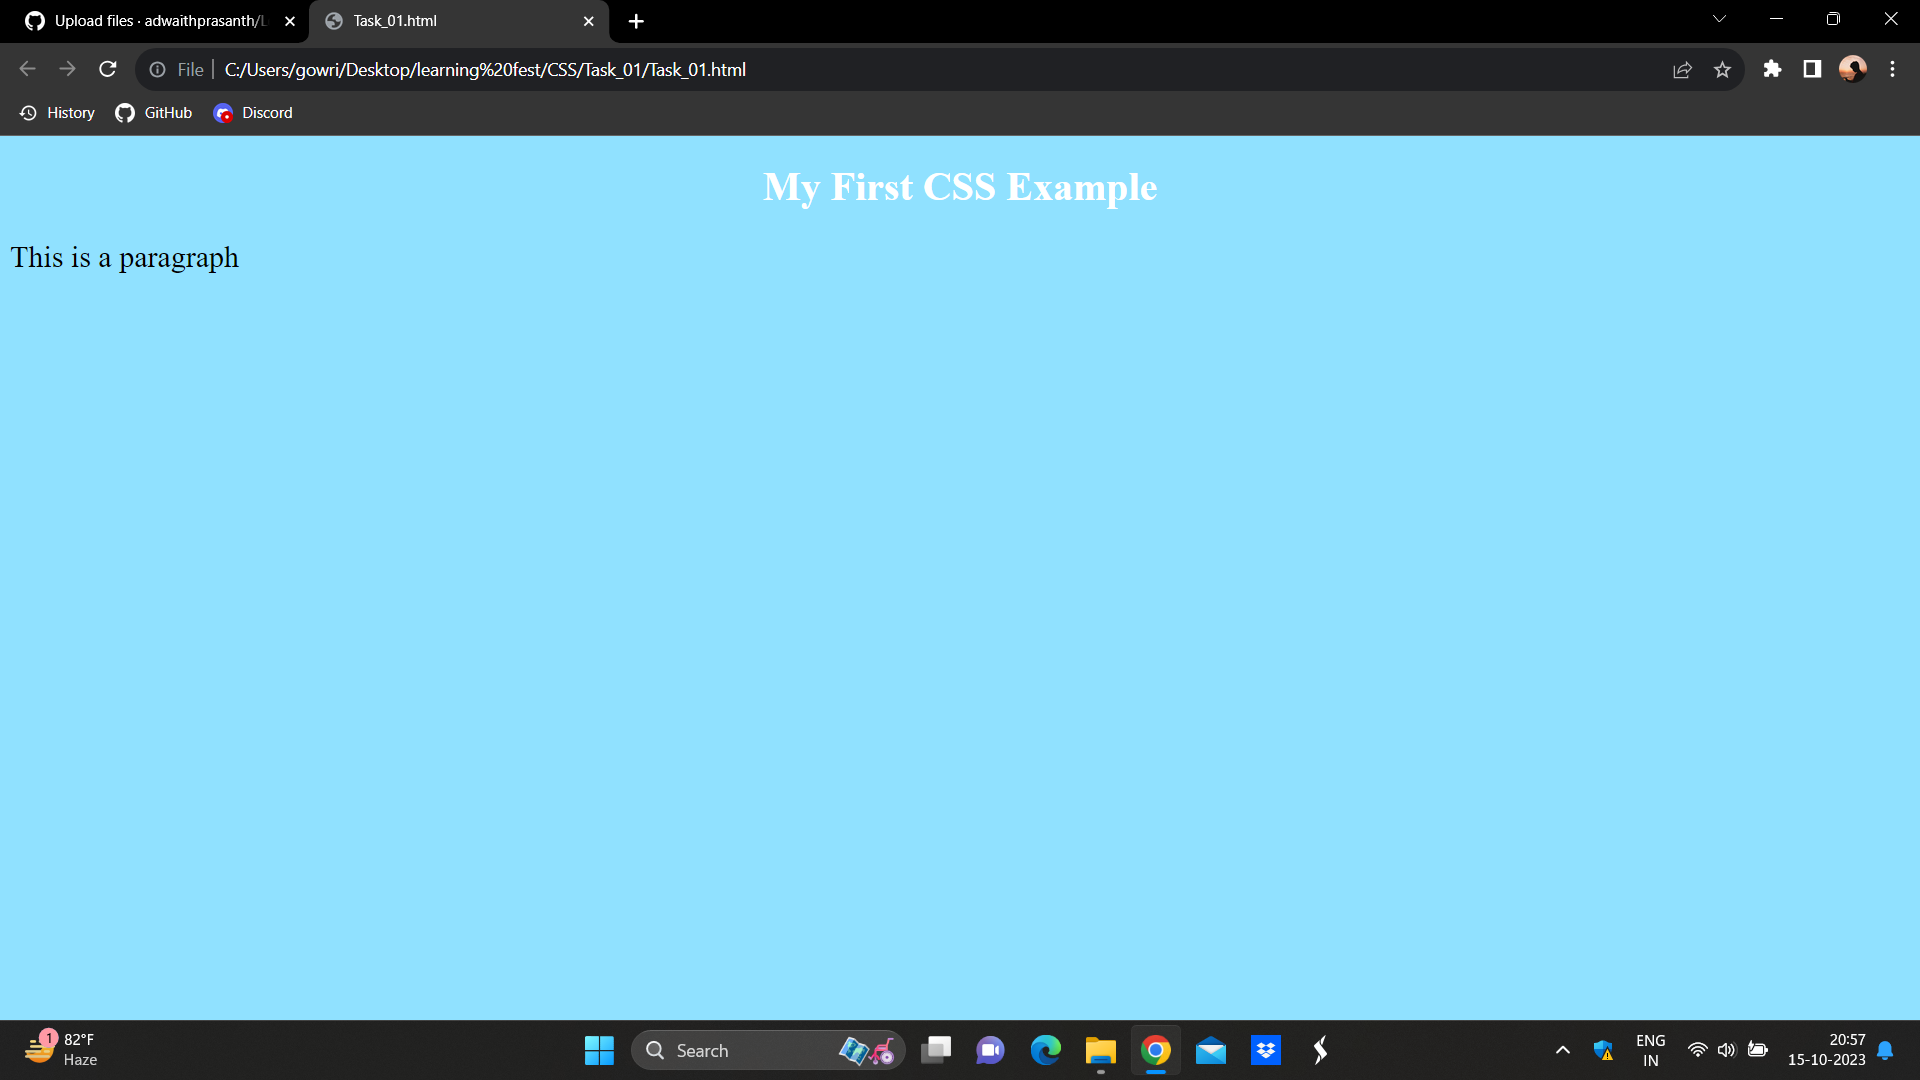 Upload files · adwaithprasanth/L
Task_01.html
File
C:/Users/gowri/Desktop/learning%20fest/CSS/Task_01/Task_01.html
History
GitHub
Discord
My First CSS Example
This is a paragraph
1
82°F
Haze
Search
ENG
IN
20:57
15-10-2023